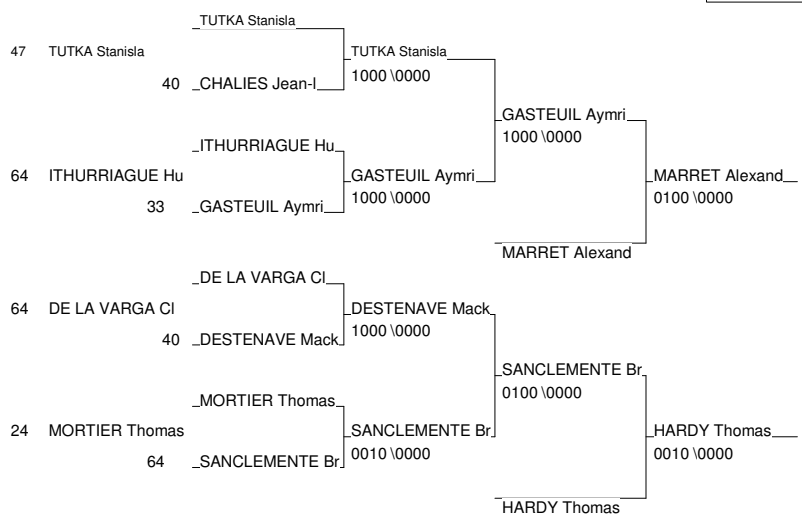 TUTKA Stanisla
47 TUTKA Stanisla TUTKA Stanisla
40 CHALIES Jean-l 1000 \0000
GASTEUIL Aymri
1000 \0000
ITHURRIAGUE Hu
64 ITHURRIAGUE Hu GASTEUIL Aymri MARRET Alexand
1000 \0000 0100 \0000
33 GASTEUIL Aymri
MARRET Alexand
DE LA VARGA Cl
64 DE LA VARGA Cl DESTENAVE Mack
1000 \0000
40 DESTENAVE Mack
SANCLEMENTE Br
0100 \0000
MORTIER Thomas
24 MORTIER Thomas SANCLEMENTE Br HARDY Thomas
0010 \0000 0010 \0000
64 SANCLEMENTE Br
HARDY Thomas